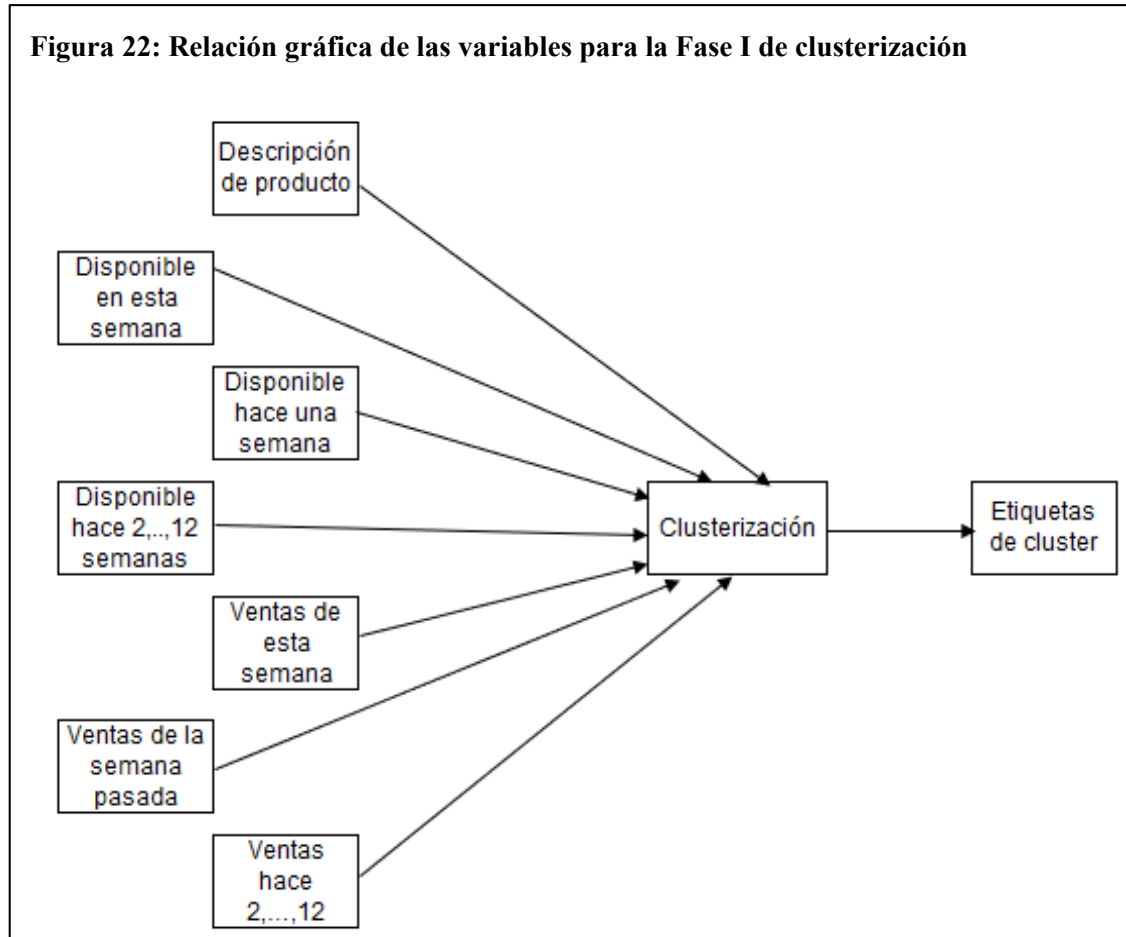 Figura 22: Relación gráfica de las variables para la Fase I de clusterización
Descripción
de producto
Disponible
en esta
semana
Disponible
hace una
semana
Disponible
hace 2,..,12
semanas
Ventas de
esta
semana
Ventas de la
semana
pasada
Ventas
hace
2,...,12
Clusterización
Etiquetas
de cluster